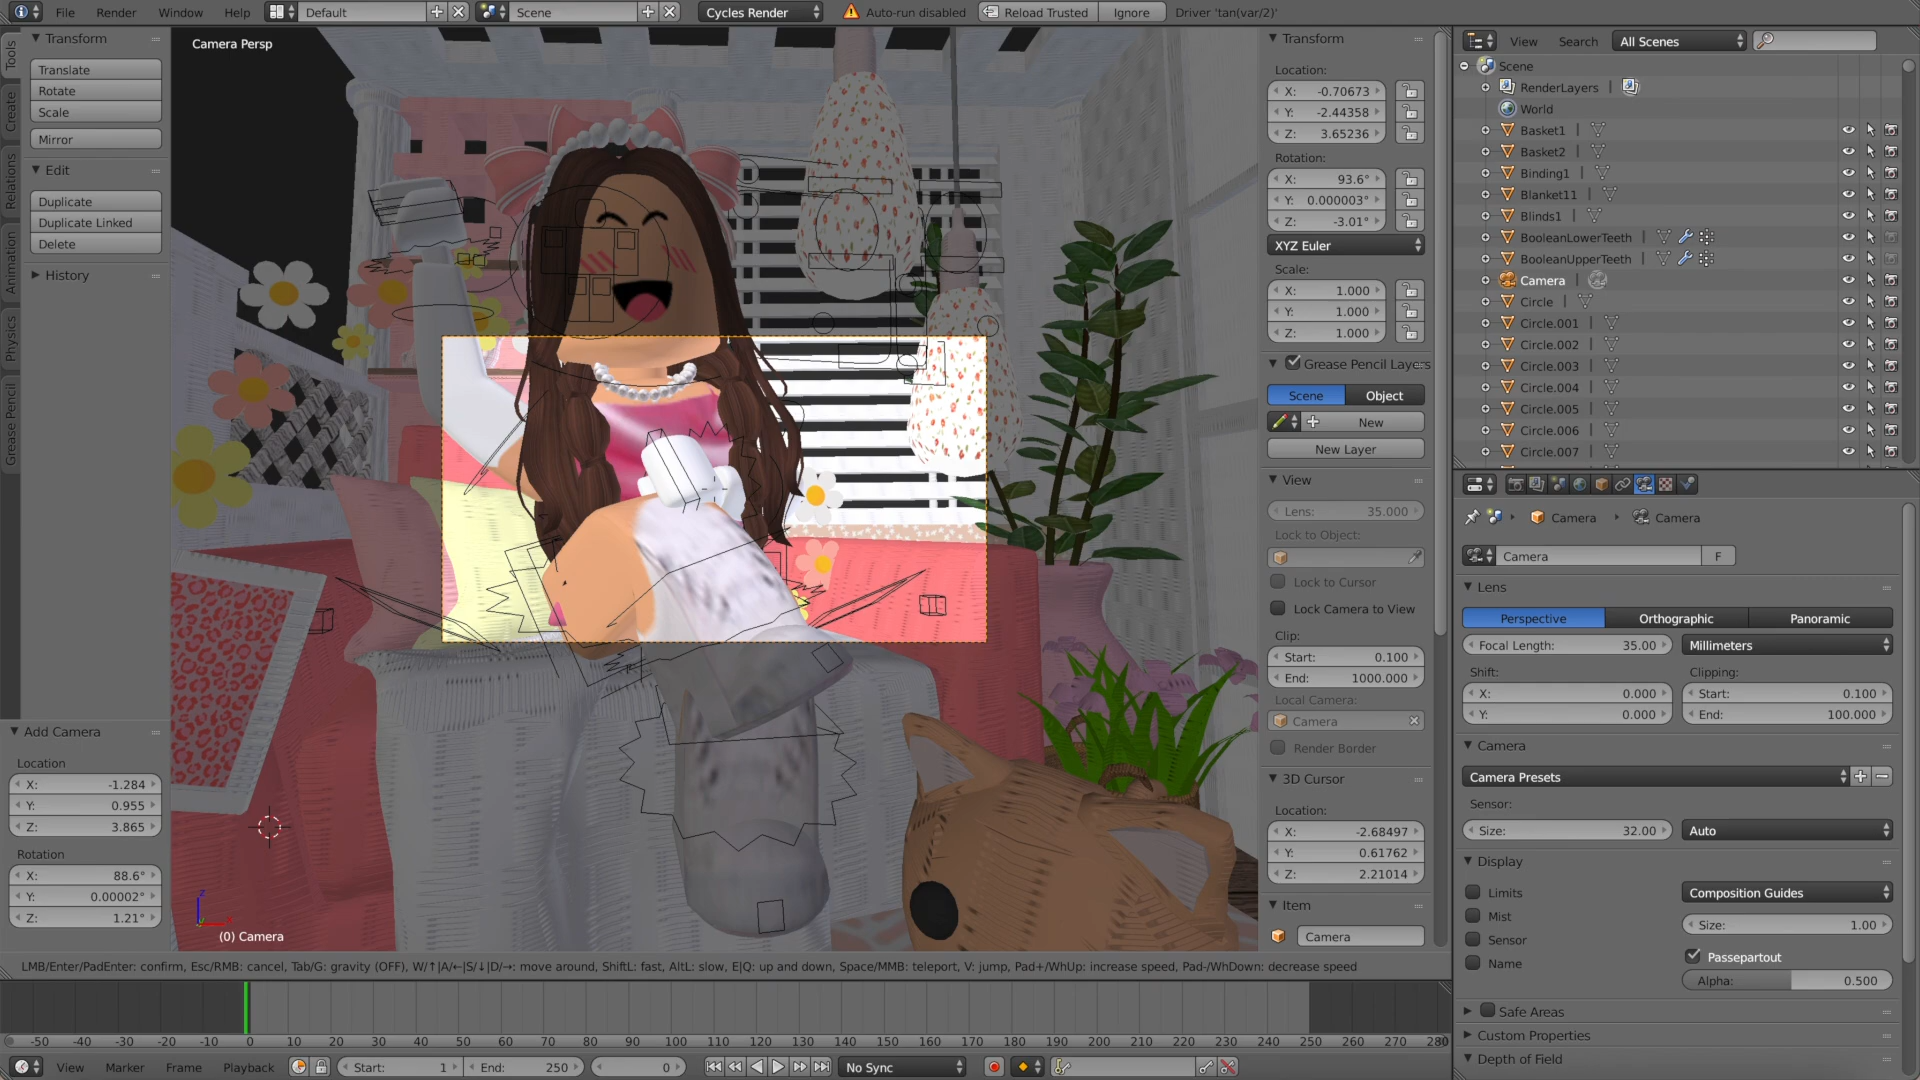 File Render Window Help Default Scene Cycles Render Auto-run disabled Reload Trusted Ignore Driver 'tan(var/2)'
Tools
Create
Relations
Animation
Physics
Grease Pencil
Transform
Translate
Rotate
Scale
Mirror
Edit
Duplicate
Duplicate Linked
Delete
History
Add Camera
Location
X: -1.284
Y: 0.955
Z: 3.865
Rotation
X: 88.6°
Y: 0.00002°
Z: 1.21°
Camera Persp
(0) Camera
Transform
Location:
X: -0.70673
Y: -2.44358
Z: 3.65236
Rotation:
X: 93.6°
Y: 0.000003°
Z: -3.01°
XYZ Euler
Scale:
X: 1.000
Y: 1.000
Z: 1.000
Grease Pencil Layers
Scene Object
New
New Layer
View
Lens: 35.000
Lock to Object:
Lock to Cursor
Lock Camera to View
Clip:
Start: 0.100
End: 1000.000
Local Camera:
Camera
Render Border
3D Cursor
Location:
X: -2.68497
Y: 0.61762
Z: 2.21014
Item
Camera
View Search All Scenes
Scene
RenderLayers
World
Basket1
Basket2
Binding1
Blanket11
Blinds1
BooleanLowerTeeth
BooleanUpperTeeth
Camera
Circle
Circle.001
Circle.002
Circle.003
Circle.004
Circle.005
Circle.006
Circle.007
Camera Camera
Camera F
Lens
Perspective Orthographic Panoramic
Focal Length: 35.00 Millimeters
Shift: Clipping:
X: 0.000 Start: 0.100
Y: 0.000 End: 100.000
Camera
Camera Presets
Sensor:
Size: 32.00 Auto
Display
Limits Composition Guides
Mist Size: 1.00
Sensor
Name
Passepartout
Alpha: 0.500
Safe Areas
Custom Properties
Depth of Field
LMB/Enter/PadEnter: confirm, Esc/RMB: cancel, Tab/G: gravity (OFF), W/↑|A/←|S/↓|D/→: move around, ShiftL: fast, AltL: slow, E|Q: up and down, Space/MMB: teleport, V: jump, Pad+/WhUp: increase speed, Pad-/WhDown: decrease speed
-50 -40 -30 -20 -10 0 10 20 30 40 50 60 70 80 90 100 110 120 130 140 150 160 170 180 190 200 210 220 230 240 250 260 270 280
View Marker Frame Playback Start: 1 End: 250 0 No Sync